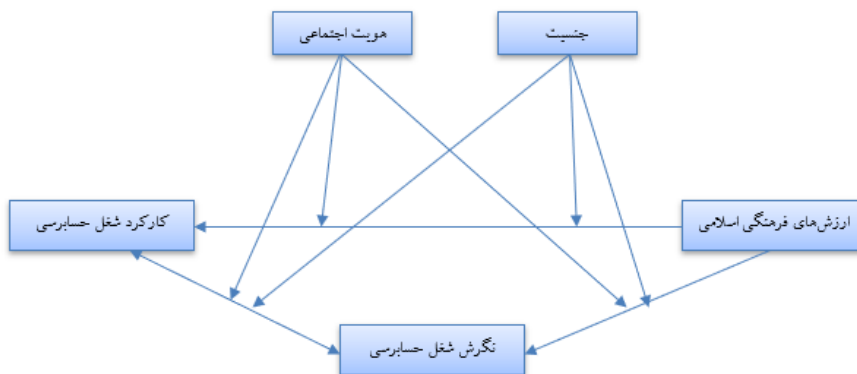 جنسیت
هویت اجتماعی
ارزش‌های فرهنگی اسلامی
کارکرد شغل حسابرسی
نگرش شغل حسابرسی